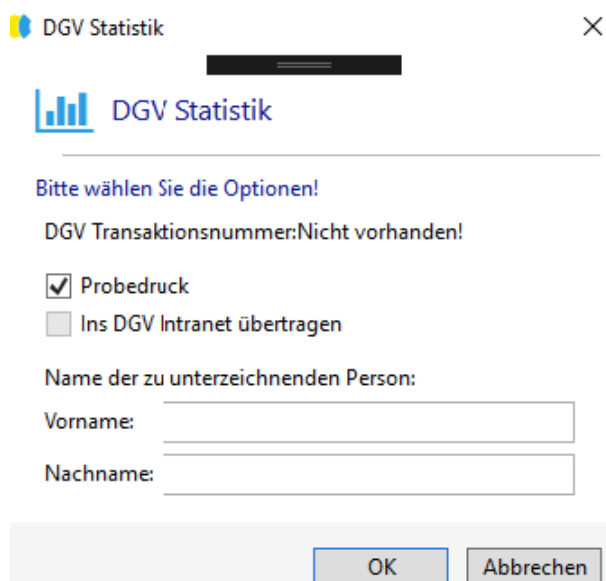 DGV Statistik
DGV Statistik
Bitte wählen Sie die Optionen!
DGV Transaktionsnummer:Nicht vorhanden!
Probedruck
Ins DGV Intranet übertragen
Name der zu unterzeichnenden Person:
Vorname:
Nachname:
OK Abbrechen